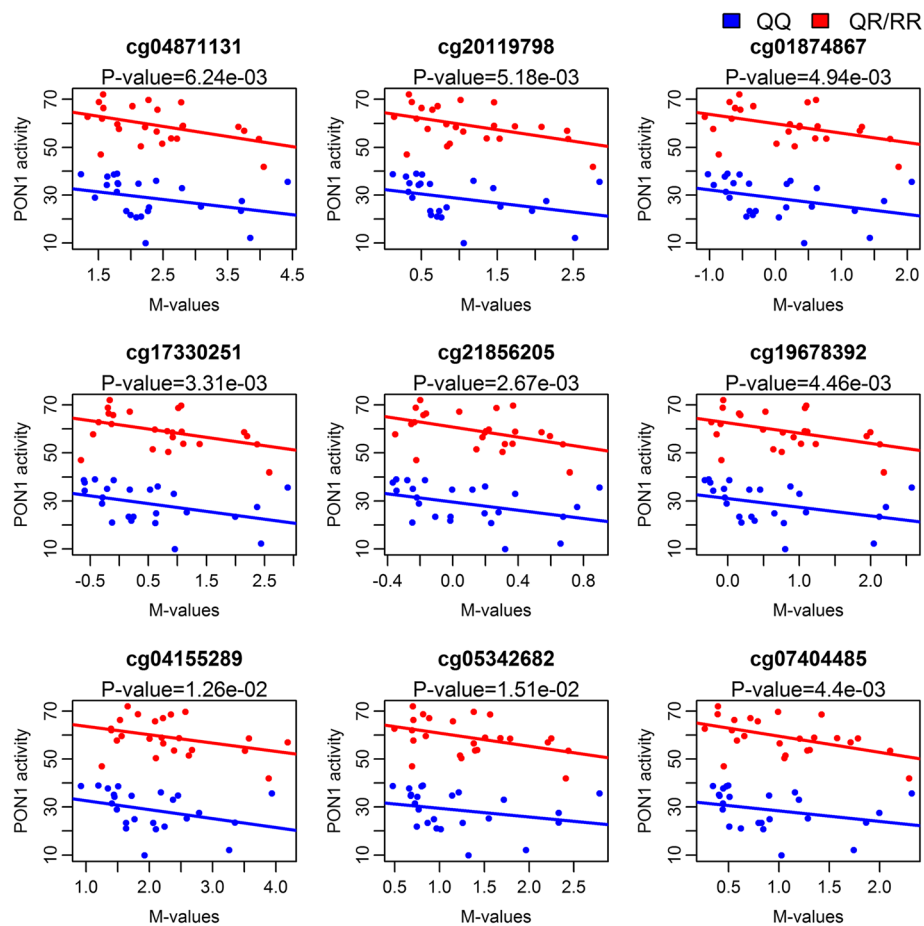 QQ QR/RR
cg04871131 cg20119798 cg01874867
P-value=6.24e-03 P-value=5.18e-03 P-value=4.94e-03
PON1 activity PON1 activity PON1 activity
70 70 70
50 50 50
30 30 30
10 10 10
1.5 2.5 3.5 4.5 0.5 1.5 2.5 -1.0 0.0 1.0 2.0
M-values M-values M-values
cg17330251 cg21856205 cg19678392
P-value=3.31e-03 P-value=2.67e-03 P-value=4.46e-03
PON1 activity PON1 activity PON1 activity
70 70 70
50 50 50
30 30 30
10 10 10
-0.5 0.5 1.5 2.5 -0.4 0.0 0.4 0.8 0.0 1.0 2.0
M-values M-values M-values
cg04155289 cg05342682 cg07404485
P-value=1.26e-02 P-value=1.51e-02 P-value=4.4e-03
PON1 activity PON1 activity PON1 activity
70 70 70
50 50 50
30 30 30
10 10 10
1.0 2.0 3.0 4.0 0.5 1.0 1.5 2.0 2.5 0.5 1.0 1.5 2.0
M-values M-values M-values